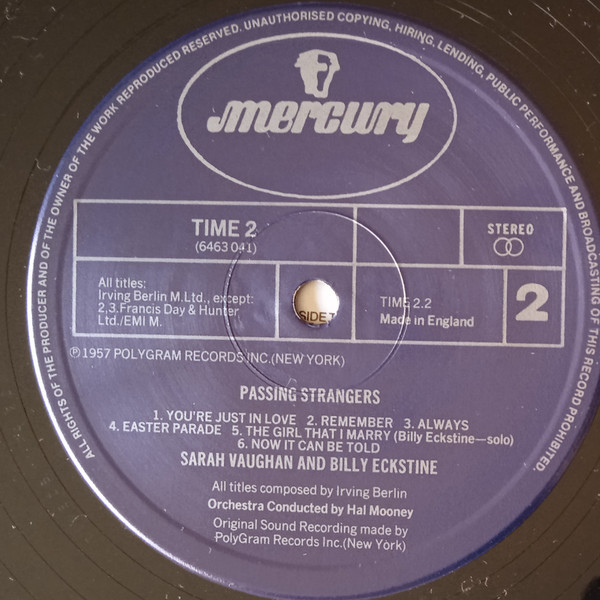 ALL RIGHTS OF THE PRODUCER AND OF THE OWNER OF THE WORK REPRODUCED RESERVED. UNAUTHORISED COPYING, HIRING, LENDING, PUBLIC PERFORMANCE AND BROADCASTING OF THIS RECORD PROHIBITED.
mercury
TIME 2
(6463 041)
STEREO
All titles:
Irving Berlin M.Ltd., except:
2,3.Francis Day & Hunter
Ltd./EMI M.
SIDE
TIME 2.2
Made in England
2
℗ 1957 POLYGRAM RECORDS INC.(NEW YORK)
PASSING STRANGERS
1. YOU'RE JUST IN LOVE 2. REMEMBER 3. ALWAYS
4. EASTER PARADE 5. THE GIRL THAT I MARRY (Billy Eckstine—solo)
6. NOW IT CAN BE TOLD
SARAH VAUGHAN AND BILLY ECKSTINE
All titles composed by Irving Berlin
Orchestra Conducted by Hal Mooney
Original Sound Recording made by
PolyGram Records Inc.(New York)